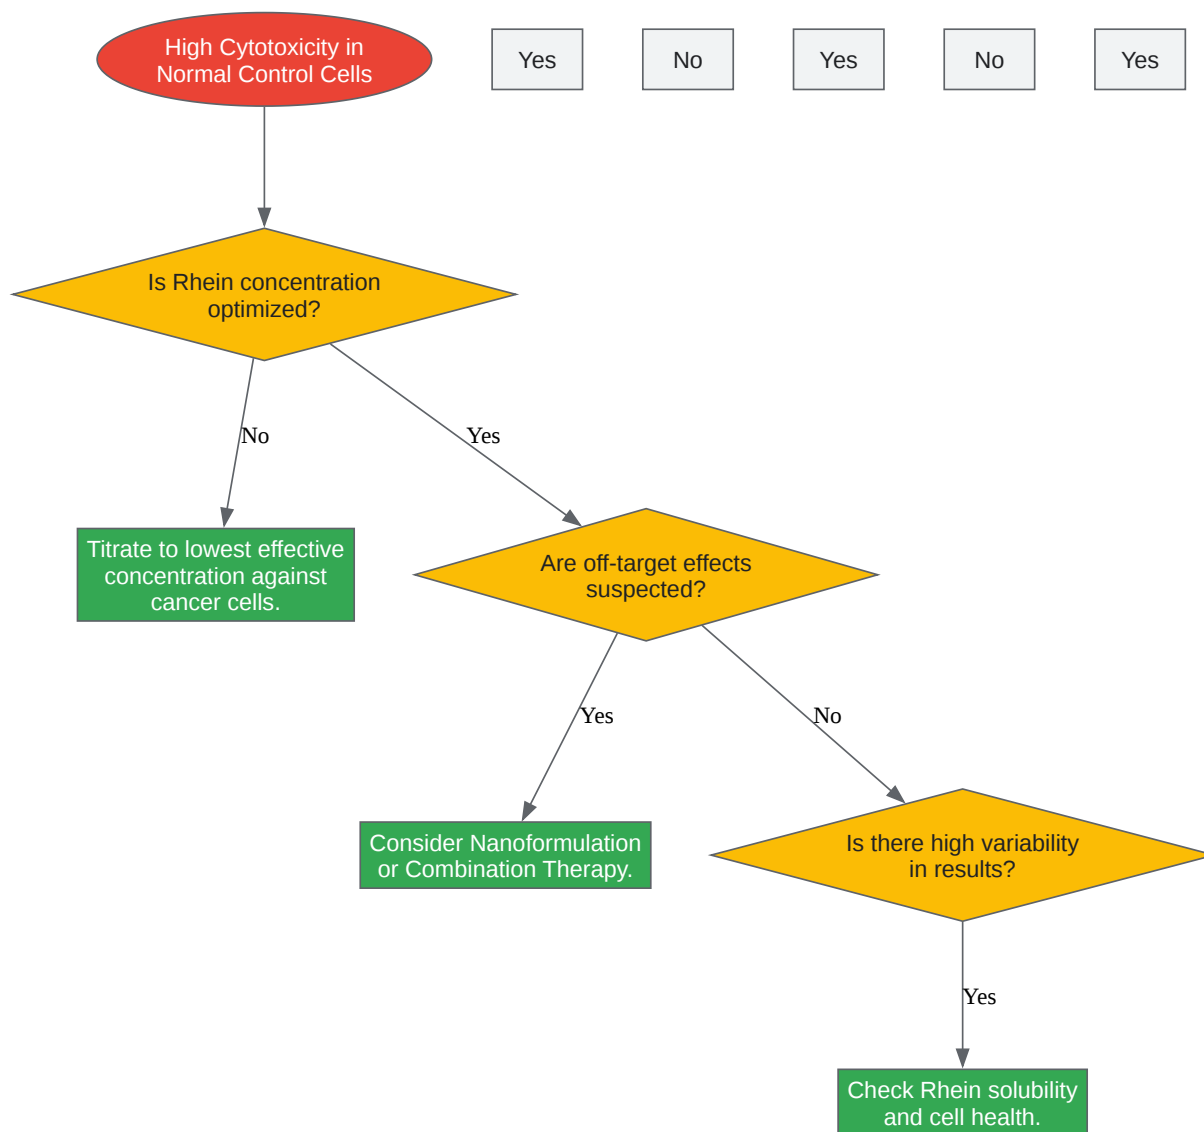 High Cytotoxicity in
Normal Control Cells
Yes
No
Yes
No
Yes
Is Rhein concentration
optimized?
No
Yes
Titrate to lowest effective
concentration against
cancer cells.
Are off-target effects
suspected?
Yes
No
Consider Nanoformulation
or Combination Therapy.
Is there high variability
in results?
Yes
Check Rhein solubility
and cell health.